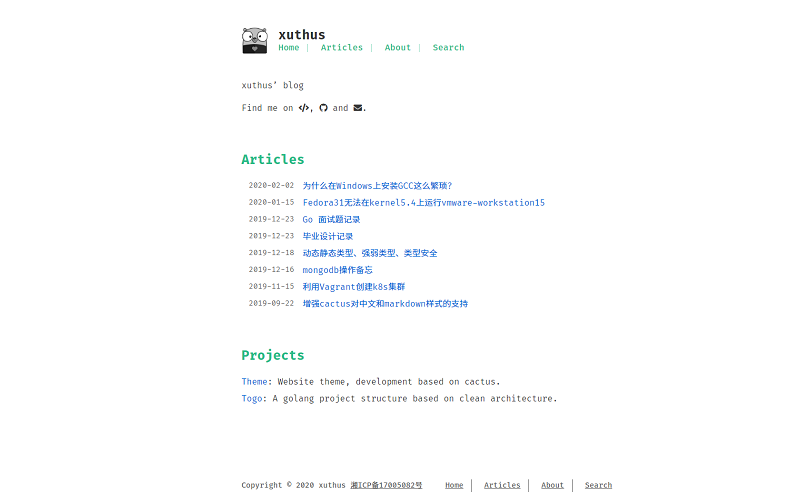 xuthus
Home | Articles | About | Search
xuthus’ blog
Find me on </>, and .
Articles
2020-02-02 为什么在Windows上安装GCC这么繁琐？
2020-01-15 Fedora31无法在kernel5.4上运行vmware-workstation15
2019-12-23 Go 面试题记录
2019-12-23 毕业设计记录
2019-12-18 动态静态类型、强弱类型、类型安全
2019-12-16 mongodb操作备忘
2019-11-15 利用Vagrant创建k8s集群
2019-09-22 增强cactus对中文和markdown样式的支持
Projects
Theme: Website theme, development based on cactus.
Togo: A golang project structure based on clean architecture.
Copyright © 2020 xuthus 湘ICP备17005082号 Home | Articles | About | Search